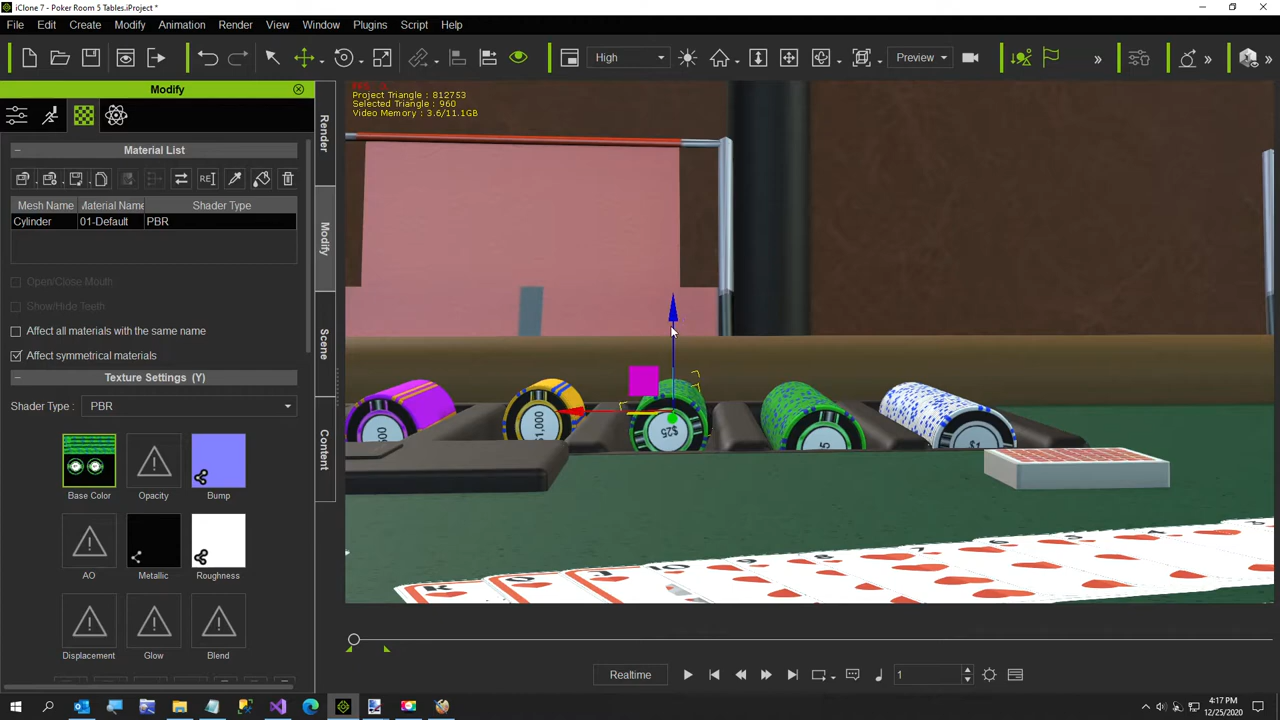 iClone 7 - Poker Room 5 Tables.iProject *
File Edit Create Modify Animation Render View Window Plugins Script Help
High
Preview
Modify
Material List
Mesh Name Material Name Shader Type
Cylinder 01-Default PBR
Open/Close Mouth
Show/Hide Teeth
Affect all materials with the same name
Affect symmetrical materials
Texture Settings (Y)
Shader Type : PBR
Base Color Opacity Bump
AO Metallic Roughness
Displacement Glow Blend
Render
Modify
Scene
Content
Project Triangle : 812753
Selected Triangle : 960
Video Memory : 3.6/11.1GB
$25
$1
K
10
Realtime
1
4:17 PM
12/25/2020